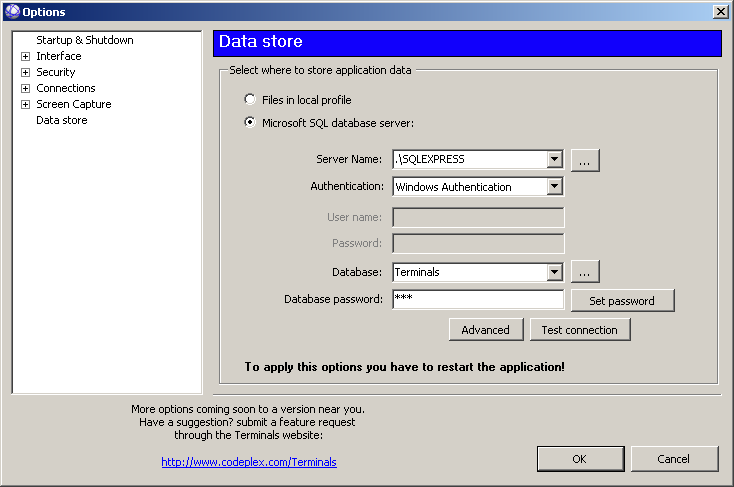 Options
Startup & Shutdown
Interface
Security
Connections
Screen Capture
Data store
Data store
Select where to store application data
Files in local profile
Microsoft SQL database server:
Server Name: .\SQLEXPRESS ...
Authentication: Windows Authentication
User name:
Password:
Database: Terminals ...
Database password: *** Set password
Advanced Test connection
To apply this options you have to restart the application!
More options coming soon to a version near you.
Have a suggestion? submit a feature request
through the Terminals website:
http://www.codeplex.com/Terminals
OK Cancel